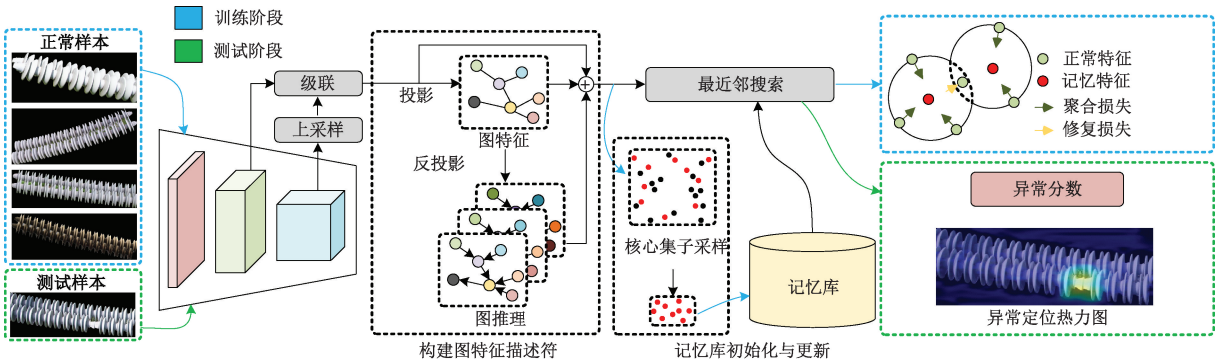 训练阶段
测试阶段
正常样本
测试样本
级联
上采样
投影
图特征
反投影
图推理
构建图特征描述符
最近邻搜索
核心集子采样
记忆库
记忆库初始化与更新
正常特征
记忆特征
聚合损失
修复损失
异常分数
异常定位热力图